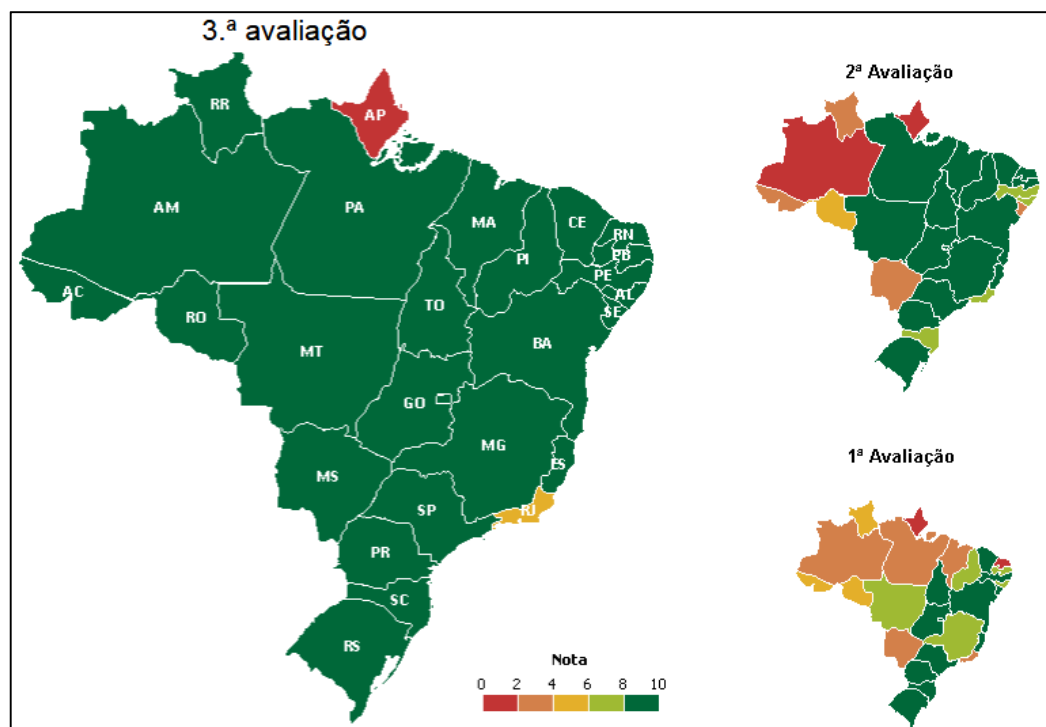 3.ª avaliação
RR
AP
AM
PA
MA
CE
RN
PB
PI
PE
AL
SE
AC
RO
TO
MT
BA
GO
MG
MS
ES
SP
RJ
PR
SC
RS
Nota
0 2 4 6 8 10
2ª Avaliação
1ª Avaliação